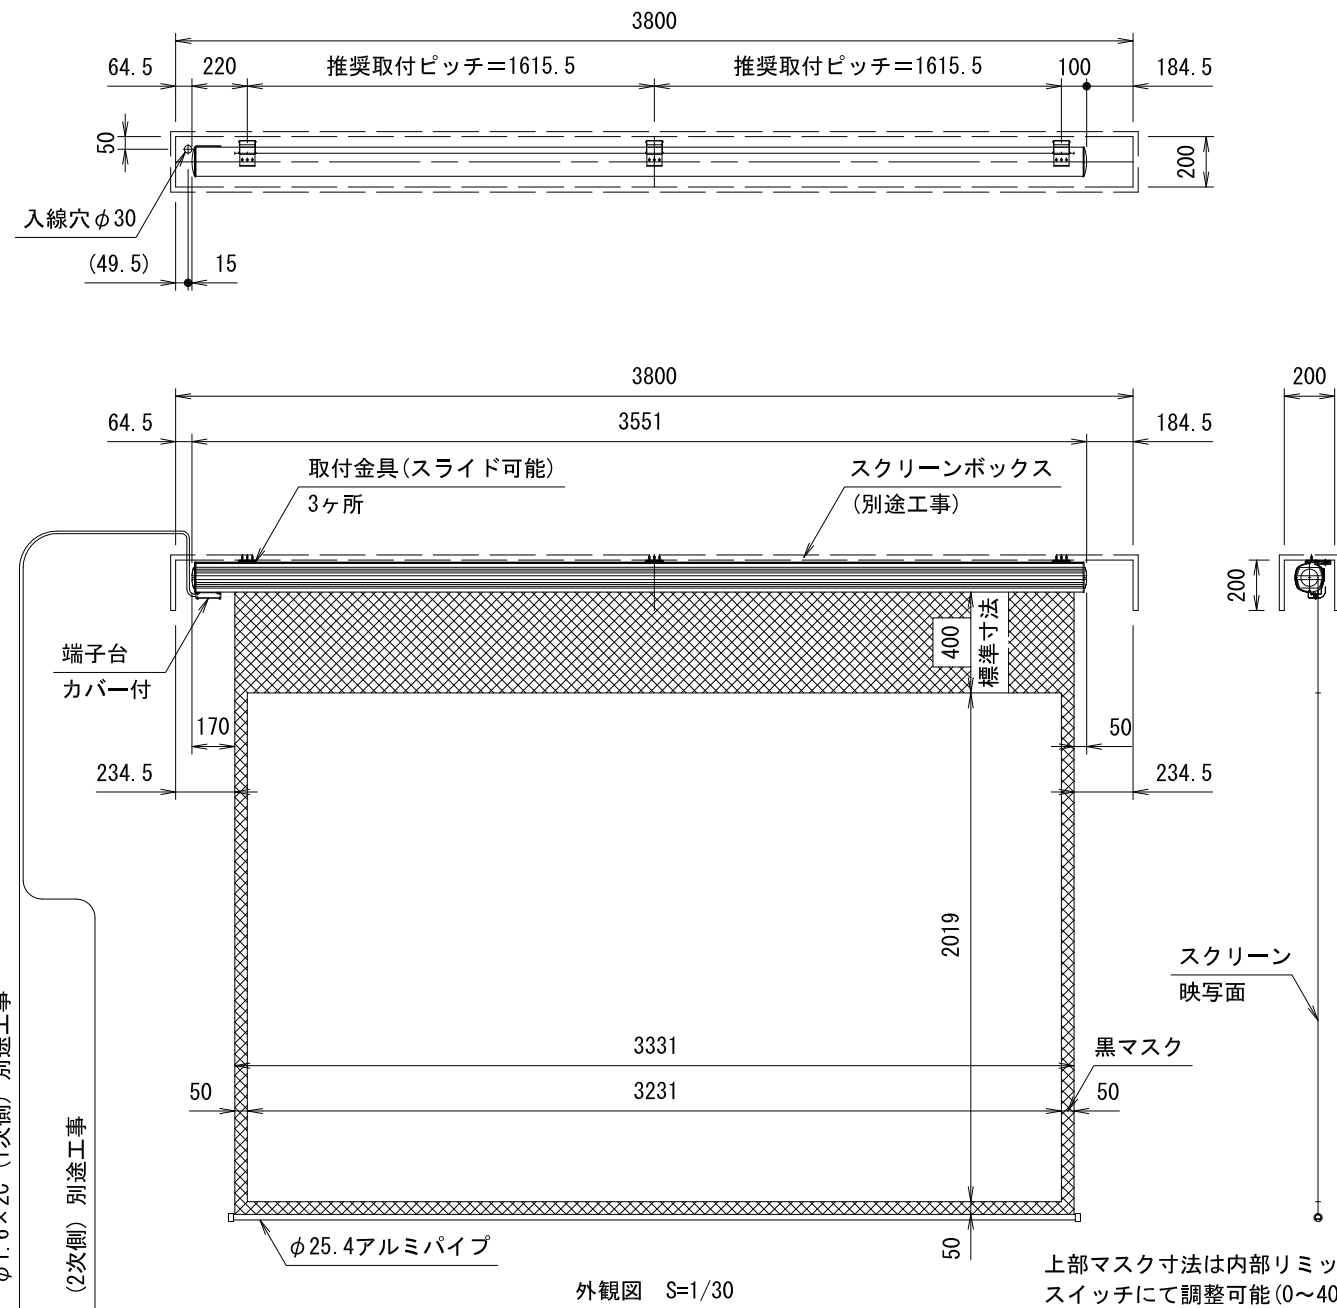 3800
64.5
220
推奨取付ピッチ=1615.5
推奨取付ピッチ=1615.5
100
184.5
50
200
入線穴φ30
(49.5)
15
3800
200
64.5
3551
184.5
取付金具(スライド可能)
3ヶ所
スクリーンボックス
(別途工事)
200
端子台
カバー付
400
標準寸法
170
50
234.5
234.5
2019
スクリーン
映写面
3331
黒マスク
50
3231
50
(1次側) 別途工事
(2次側) 別途工事
φ25.4アルミパイプ
50
外観図 S=1/30
上部マスク寸法は内部リミッ
スイッチにて調整可能(0~40